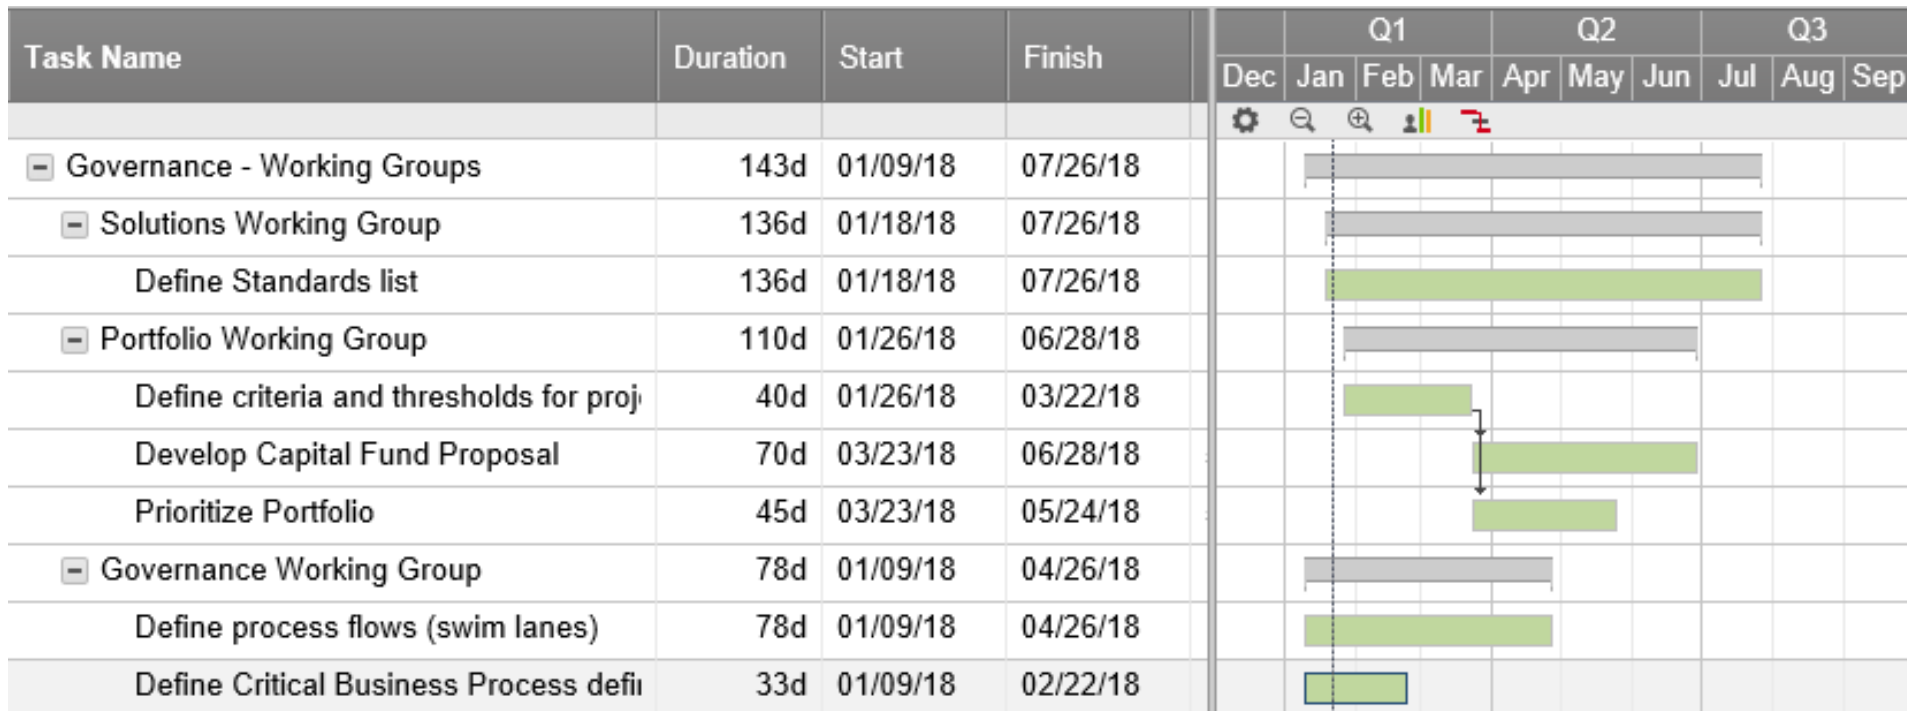 Task Name Duration Start Finish Q1 Q2 Q3
Dec Jan Feb Mar Apr May Jun Jul Aug Sep
Governance - Working Groups 143d 01/09/18 07/26/18
Solutions Working Group 136d 01/18/18 07/26/18
Define Standards list 136d 01/18/18 07/26/18
Portfolio Working Group 110d 01/26/18 06/28/18
Define criteria and thresholds for proj 40d 01/26/18 03/22/18
Develop Capital Fund Proposal 70d 03/23/18 06/28/18
Prioritize Portfolio 45d 03/23/18 05/24/18
Governance Working Group 78d 01/09/18 04/26/18
Define process flows (swim lanes) 78d 01/09/18 04/26/18
Define Critical Business Process defi 33d 01/09/18 02/22/18